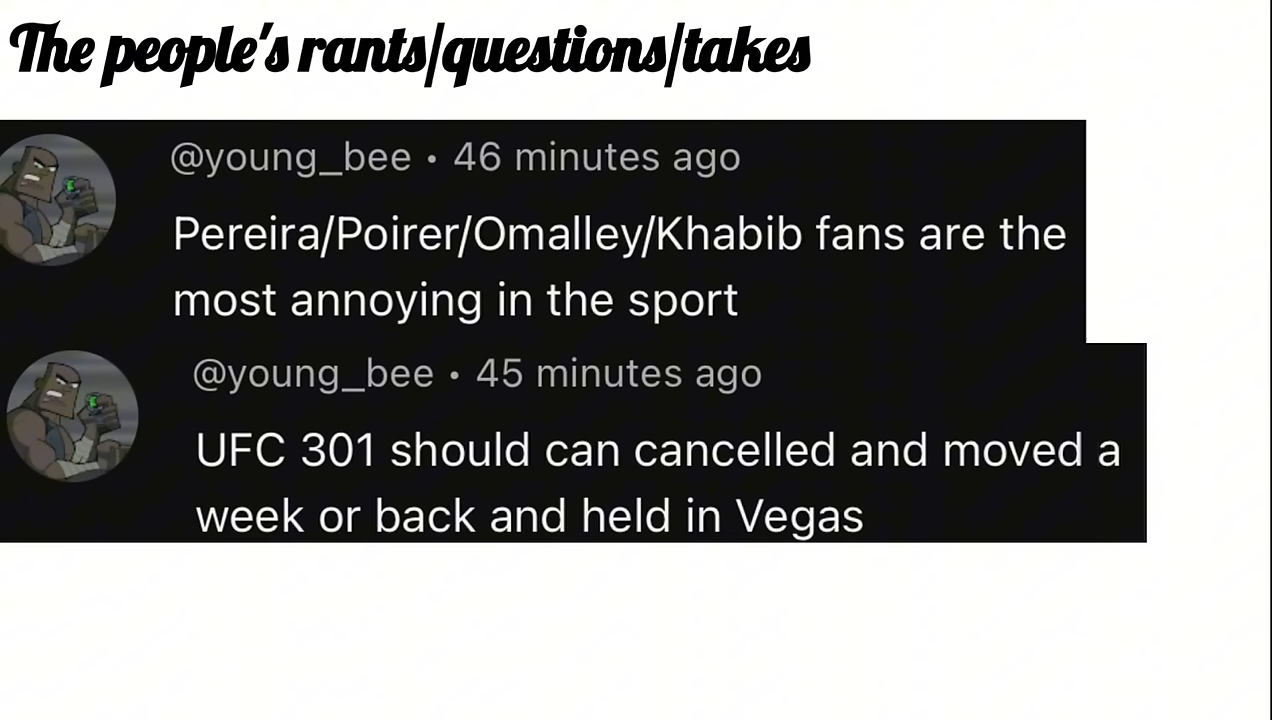 The people's rants/questions/takes
@young_bee • 46 minutes ago
Pereira/Poirer/Omalley/Khabib fans are the
most annoying in the sport
@young_bee • 45 minutes ago
UFC 301 should can cancelled and moved a
week or back and held in Vegas